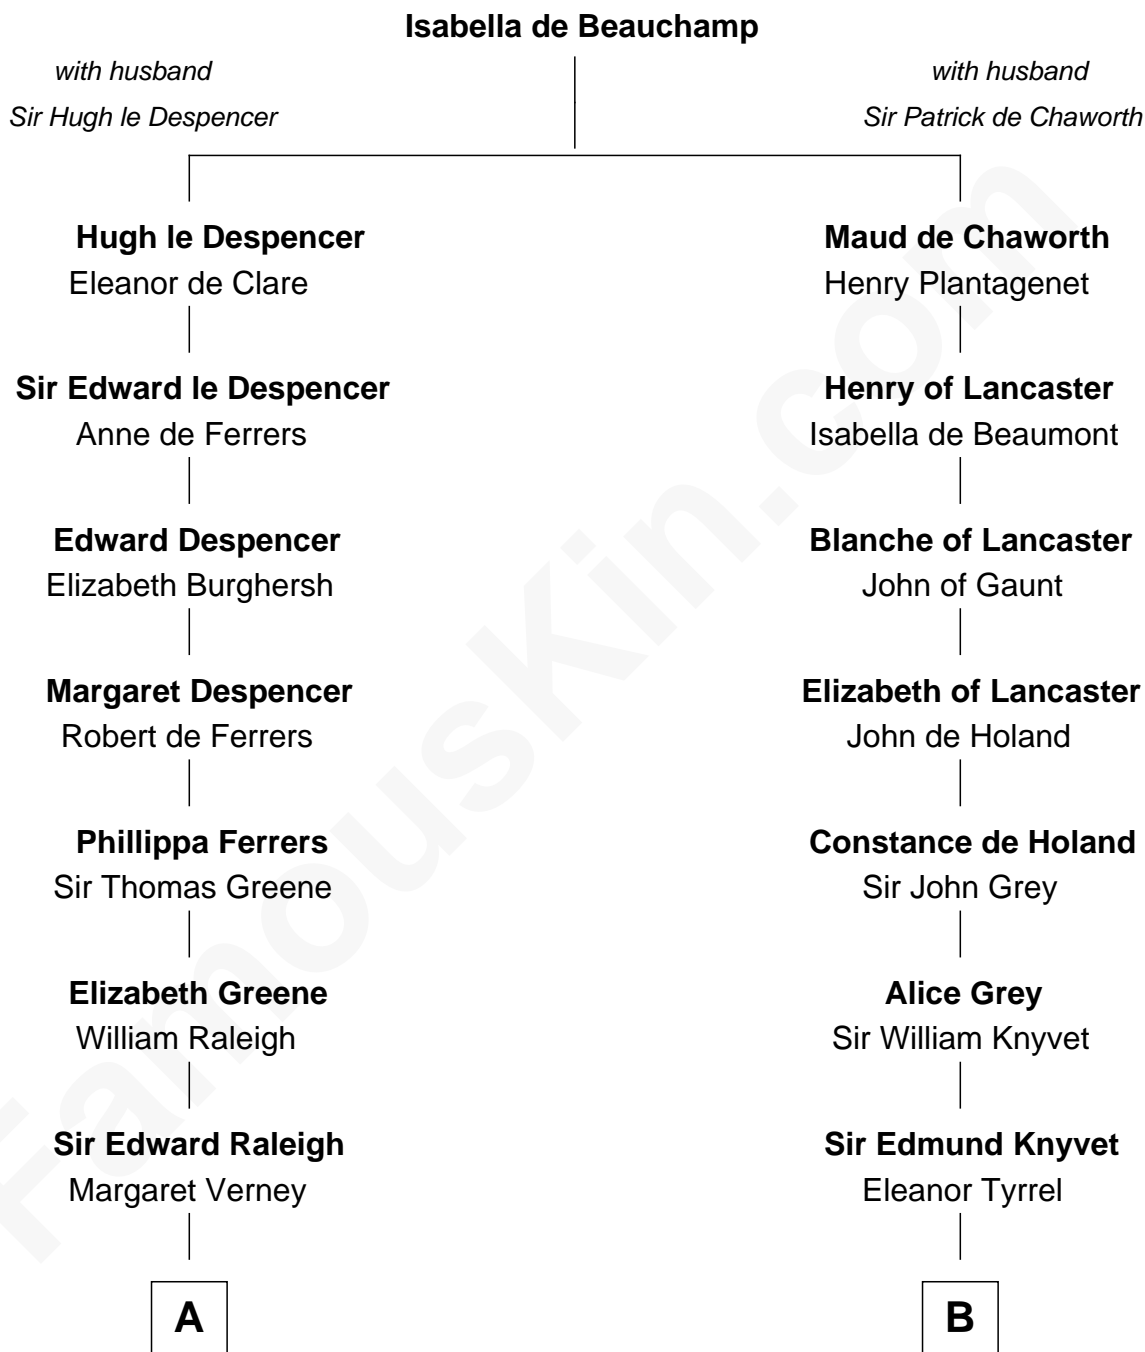 Isabella de Beauchamp
with husband
Sir Hugh le Despencer
with husband
Sir Patrick de Chaworth
Hugh le Despencer
Eleanor de Clare
Maud de Chaworth
Henry Plantagenet
Sir Edward le Despencer
Anne de Ferrers
Henry of Lancaster
Isabella de Beaumont
Edward Despencer
Elizabeth Burghersh
Blanche of Lancaster
John of Gaunt
Margaret Despencer
Robert de Ferrers
Elizabeth of Lancaster
John de Holand
Phillippa Ferrers
Sir Thomas Greene
Constance de Holand
Sir John Grey
Elizabeth Greene
William Raleigh
Alice Grey
Sir William Knyvet
Sir Edward Raleigh
Margaret Verney
Sir Edmund Knyvet
Eleanor Tyrrel
A
B
FamousKin.com